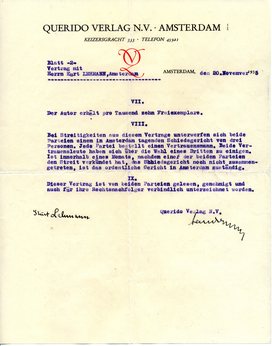 QUERIDO VERLAG N.V. · AMSTERDAM
KEIZERSGRACHT 333 · TELEFON 45921
Q
V
Blatt -2-
Vertrag mit
Herrn Kurt LEHMANN, Amsterdam
AMSTERDAM, den 20. November 1935
VII.
Der Autor erhält pro Tausend zehn Freiexemplare.
VIII.
Bei Streitigkeiten aus diesem Vertrage unterwerfen sich beide
Parteien einem in Amsterdam tagenden Schiedsgericht von drei
Personen. Jede Partei bestellt einen Vertrauensmann. Beide Ver-
trauensleute haben sich über die Wahl eines Dritten zu einigen.
Ist innerhalb eines Monats, nachdem einer der beiden Parteien
den Streit verkündet hat, das Schiedsgericht noch nicht zusammen-
getreten, ist das ordentliche Gericht in Amsterdam zuständig.
IX.
Dieser Vertrag ist von beiden Parteien gelesen, genehmigt und
auch für ihre Rechtsnachfolger verbindlich unterzeichnet worden.
Querido Verlag N.V.
Kurt Lehmann